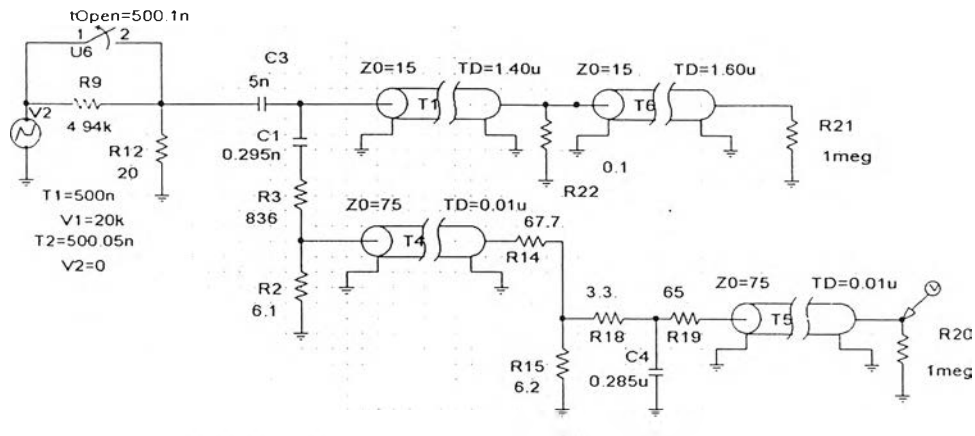 tOpen=500.1n
1 2
U6
R9
V2
4 94k
R12
20
T1=500n
V1=20k
T2=500.05n
V2=0
C3
5n
C1
0.295n
R3
836
R2
6.1
Z0=15 TD=1.40u
T1
Z0=15 TD=1.60u
T6
R21
1meg
0.1
R22
Z0=75 TD=0.01u
T4
67.7
R14
3.3.
R18
65
R19
R15
6.2
C4
0.285u
Z0=75 TD=0.01u
T5
V
R20
1meg